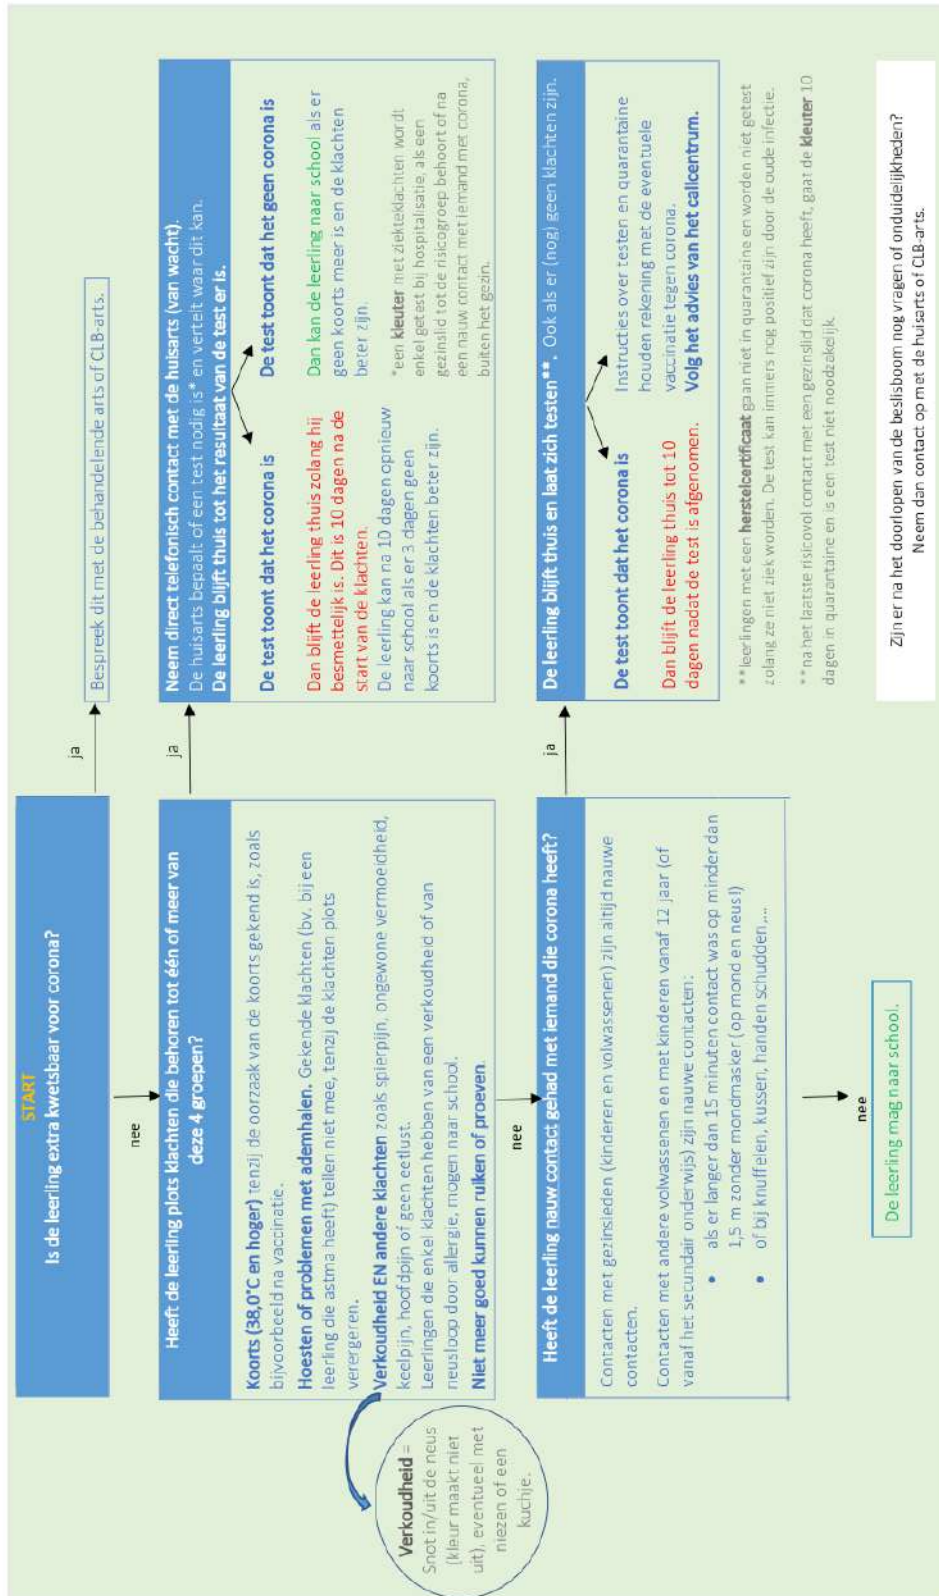 START
Is de leerling extra kwetsbaar voor corona?
ja
Bespreek dit met de behandelende arts of CLB-arts.
nee
Heeft de leerling plots klachten die behoren tot één of meer van
deze 4 groepen?
Koorts (38,0°C en hoger) tenzij de oorzaak van de koorts gekend is, zoals
bijvoorbeeld na vaccinatie.
Hoesten of problemen met ademhalen. Gekende klachten (bv. bij een
leerling die astma heeft) tellen niet mee, tenzij de klachten plots
verergeren.
Verkoudheid EN andere klachten zoals spierpijn, ongewone vermoeidheid,
keelpijn, hoofdpijn of geen eetlust.
Leerlingen die enkel klachten hebben van een verkoudheid of van
neusloop door allergie, mogen naar school.
Niet meer goed kunnen ruiken of proeven.
Verkoudheid =
Snot in/uit de neus
(kleur maakt niet
uit), eventueel met
niezen of een
kuchje.
ja
Neem direct telefonisch contact met de huisarts (van wacht).
De huisarts bepaalt of een test nodig is* en vertelt waar dit kan.
De leerling blijft thuis tot het resultaat van de test er is.
De test toont dat het corona is
Dan blijft de leerling thuis zolang hij
besmettelijk is. Dit is 10 dagen na de
start van de klachten.
De leerling kan na 10 dagen opnieuw
naar school als er 3 dagen geen
koorts is en de klachten beter zijn.
De test toont dat het geen corona is
Dan kan de leerling naar school als er
geen koorts meer is en de klachten
beter zijn.
*een kleuter met ziekteklachten wordt
enkel getest bij hospitalisatie, als een
gezinslid tot de risicogroep behoort of na
een nauw contact met iemand met corona,
buiten het gezin.
nee
Heeft de leerling nauw contact gehad met iemand die corona heeft?
Contacten met gezinsleden (kinderen en volwassenen) zijn altijd nauwe
contacten.
Contacten met andere volwassenen en met kinderen vanaf 12 jaar (of
vanaf het secundair onderwijs) zijn nauwe contacten:
• als er langer dan 15 minuten contact was op minder dan
1,5 m zonder mondmasker (op mond en neus!)
• of bij knuffelen, kussen, handen schudden,...
ja
De leerling blijft thuis en laat zich testen**. Ook als er (nog) geen klachten zijn.
De test toont dat het corona is
Dan blijft de leerling thuis tot 10
dagen nadat de test is afgenomen.
Instructies over testen en quarantaine
houden rekening met de eventuele
vaccinatie tegen corona.
Volg het advies van het callcentrum.
**leerlingen met een herstelcertificaat gaan niet in quarantaine en worden niet getest
zolang ze niet ziek worden. De test kan immers nog positief zijn door de oude infectie.
**na het laatste risicovol contact met een gezinslid dat corona heeft, gaat de kleuter 10
dagen in quarantaine en is een test niet noodzakelijk.
nee
De leerling mag naar school.
Zijn er na het doorlopen van de beslisboom nog vragen of onduidelijkheden?
Neem dan contact op met de huisarts of CLB-arts.